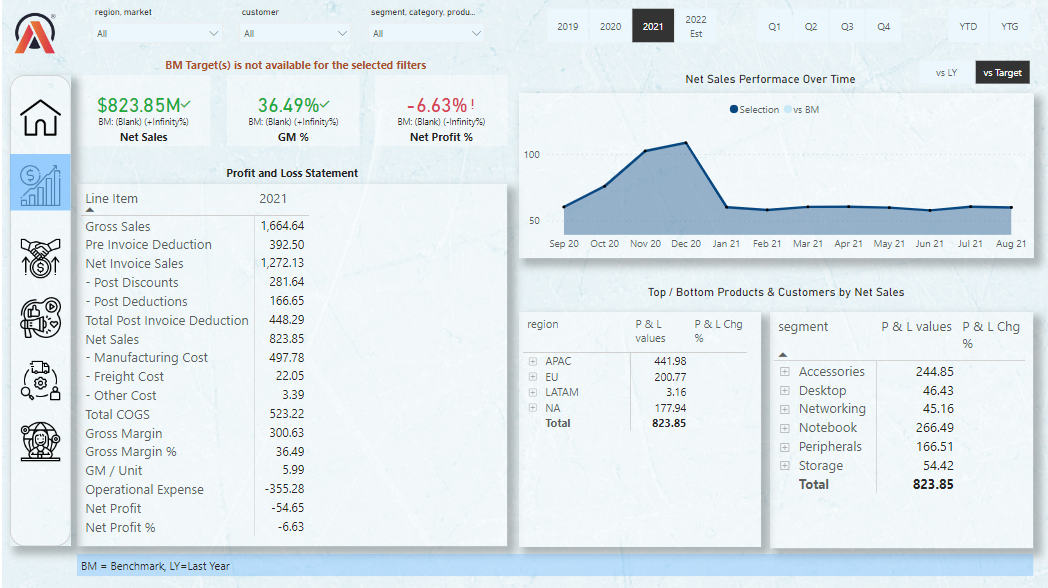 region, market
customer
segment, category, produ...
All
All
All
2019
2020
2021
2022
Est
Q1
Q2
Q3
Q4
YTD
YTG
BM Target(s) is not available for the selected filters
vs LY
vs Target
$823.85M
BM: (Blank) (+Infinity%)
Net Sales
36.49%
BM: (Blank) (+Infinity%)
GM %
-6.63%!
BM: (Blank) (-Infinity%)
Net Profit %
Net Sales Performace Over Time
Selection vs BM
100
50
Sep 20 Oct 20 Nov 20 Dec 20 Jan 21 Feb 21 Mar 21 Apr 21 May 21 Jun 21 Jul 21 Aug 21
Profit and Loss Statement
Line Item 2021
Gross Sales 1,664.64
Pre Invoice Deduction 392.50
Net Invoice Sales 1,272.13
- Post Discounts 281.64
- Post Deductions 166.65
Total Post Invoice Deduction 448.29
Net Sales 823.85
- Manufacturing Cost 497.78
- Freight Cost 22.05
- Other Cost 3.39
Total COGS 523.22
Gross Margin 300.63
Gross Margin % 36.49
GM / Unit 5.99
Operational Expense -355.28
Net Profit -54.65
Net Profit % -6.63
Top / Bottom Products & Customers by Net Sales
region P & L values P & L Chg %
APAC 441.98
EU 200.77
LATAM 3.16
NA 177.94
Total 823.85
segment P & L values P & L Chg %
Accessories 244.85
Desktop 46.43
Networking 45.16
Notebook 266.49
Peripherals 166.51
Storage 54.42
Total 823.85
BM = Benchmark, LY=Last Year